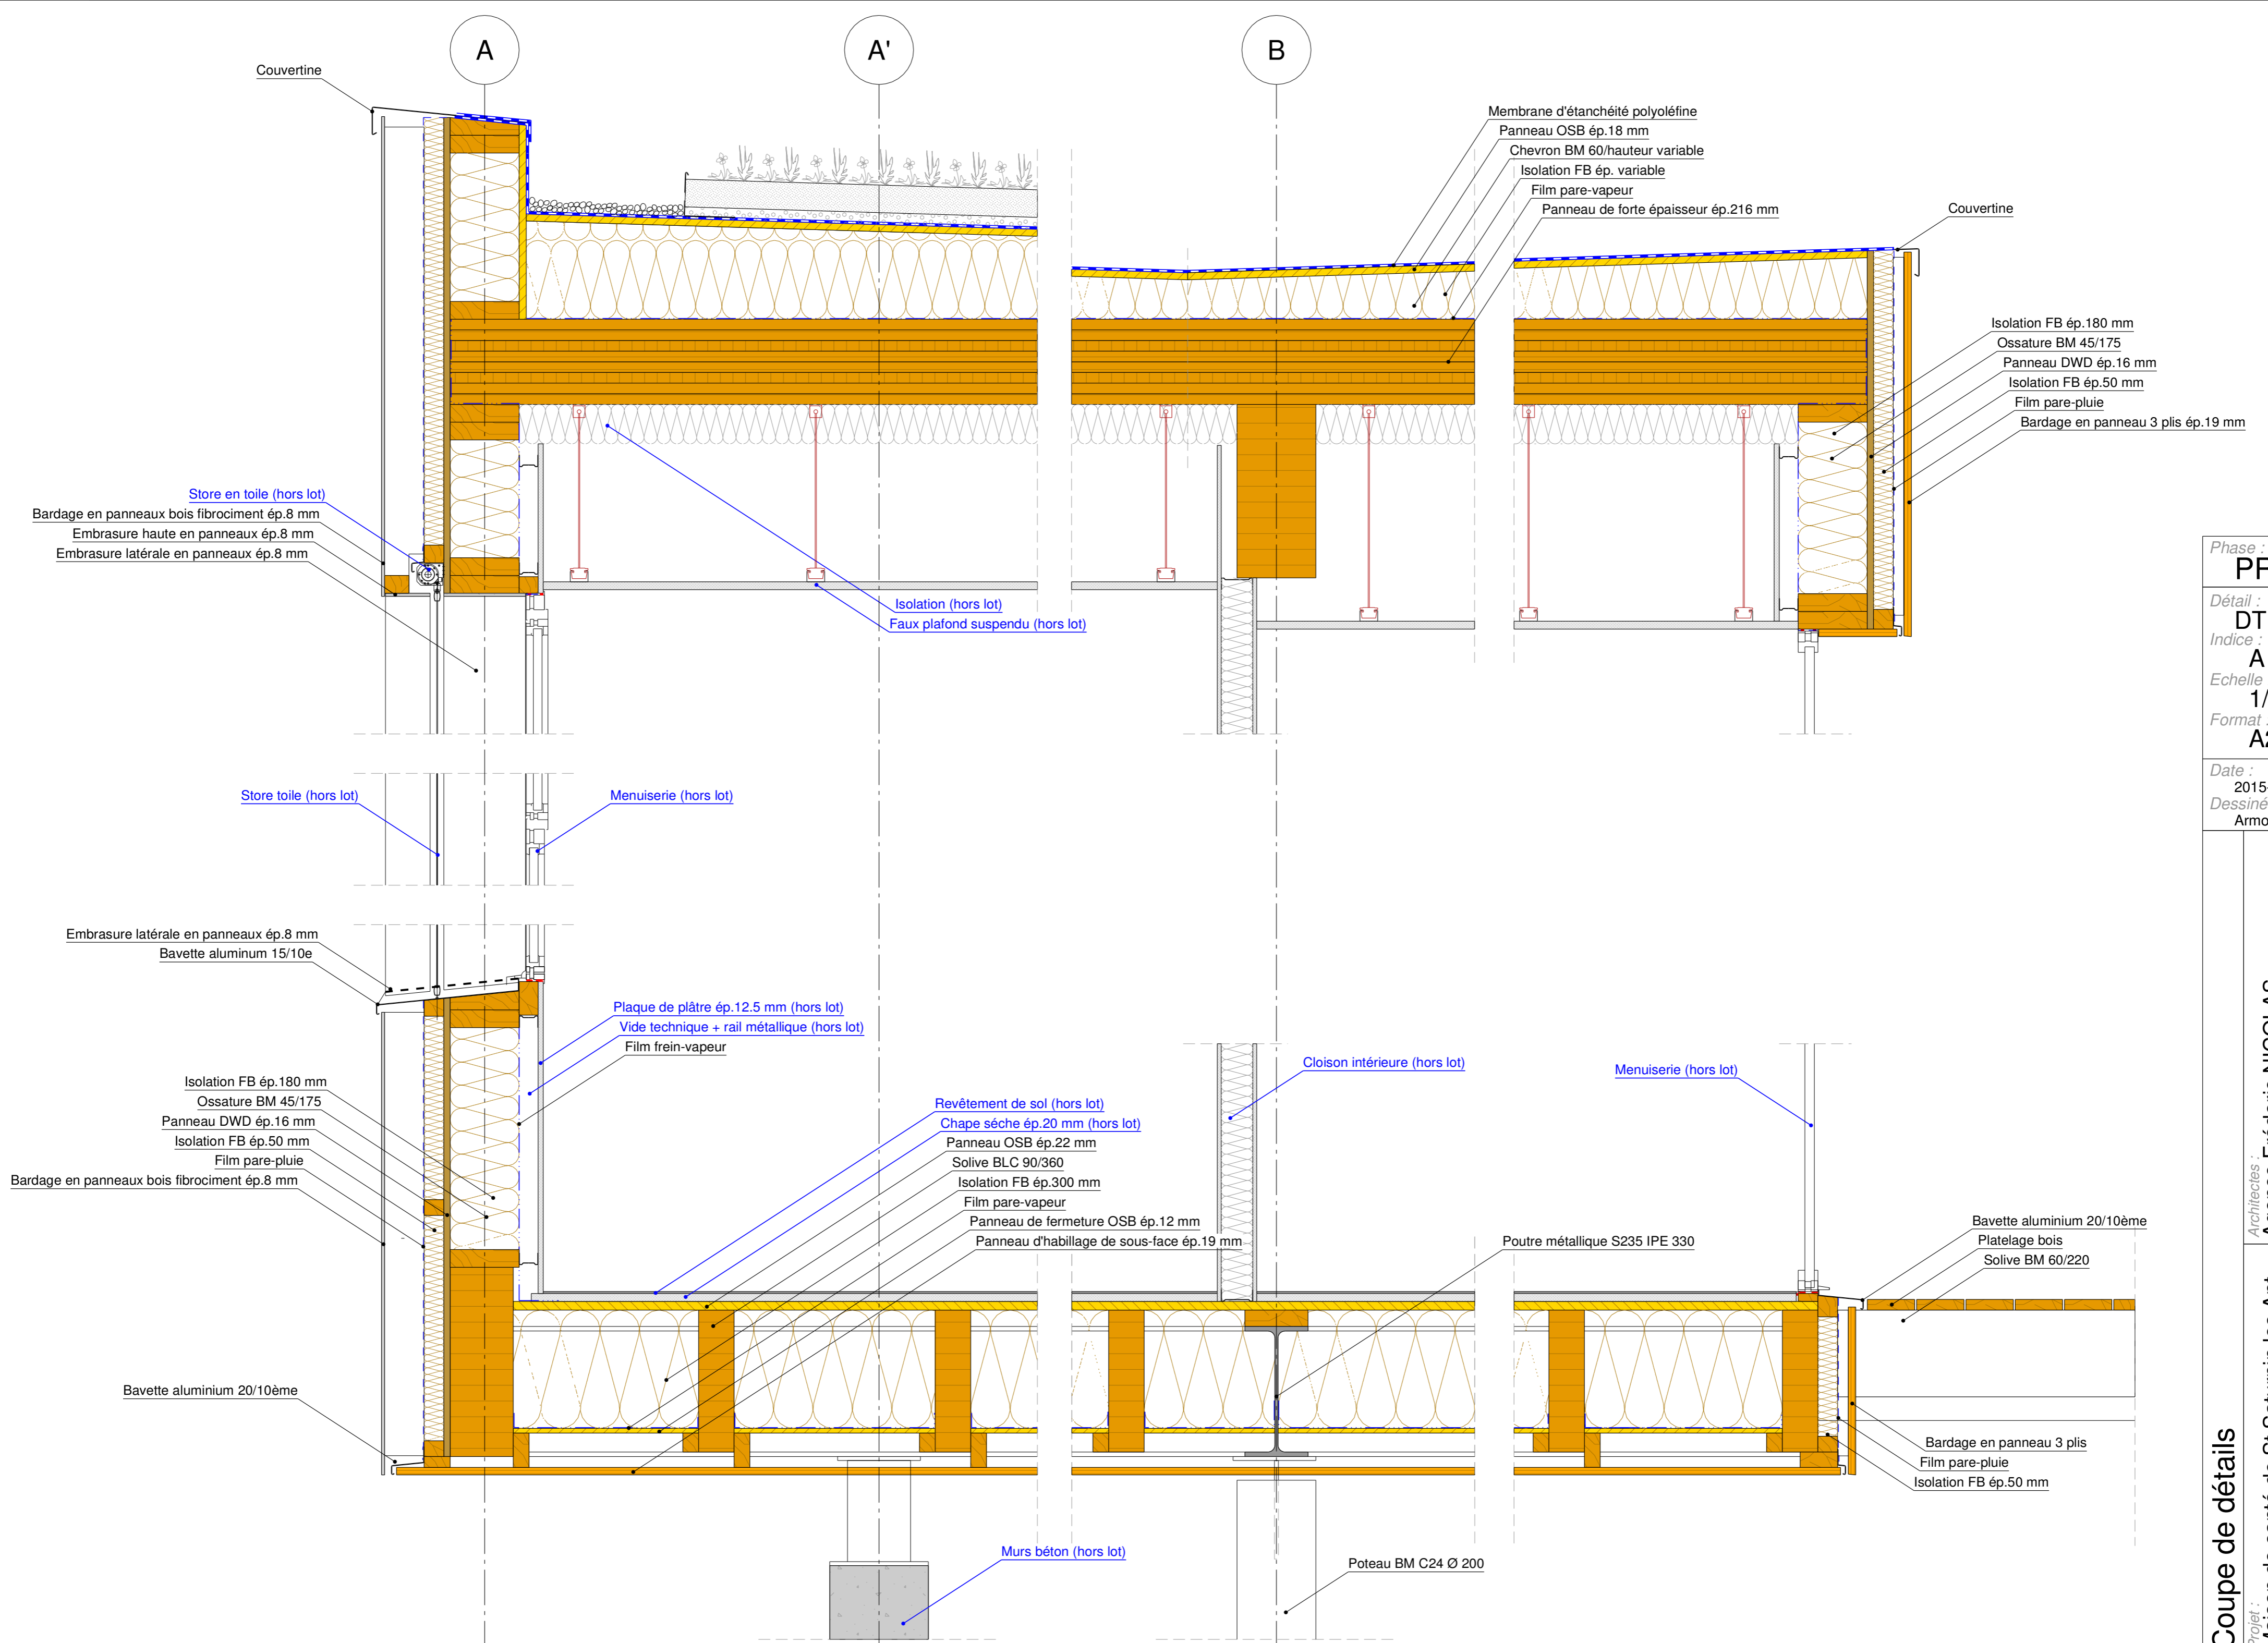 A
A'
B
Couvertine
Membrane d'étanchéité polyoléfine
Panneau OSB ép.18 mm
Chevron BM 60/hauteur variable
Isolation FB ép. variable
Film pare-vapeur
Panneau de forte épaisseur ép.216 mm
Couvertine
Isolation FB ép.180 mm
Ossature BM 45/175
Panneau DWD ép.16 mm
Isolation FB ép.50 mm
Film pare-pluie
Bardage en panneau 3 plis ép.19 mm
Store en toile (hors lot)
Bardage en panneaux bois fibrociment ép.8 mm
Embrasure haute en panneaux ép.8 mm
Embrasure latérale en panneaux ép.8 mm
Isolation (hors lot)
Faux plafond suspendu (hors lot)
Store toile (hors lot)
Menuiserie (hors lot)
Embrasure latérale en panneaux ép.8 mm
Bavette aluminum 15/10e
Plaque de plâtre ép.12.5 mm (hors lot)
Vide technique + rail métallique (hors lot)
Film frein-vapeur
Isolation FB ép.180 mm
Ossature BM 45/175
Panneau DWD ép.16 mm
Isolation FB ép.50 mm
Film pare-pluie
Bardage en panneaux bois fibrociment ép.8 mm
Revêtement de sol (hors lot)
Chape séche ép.20 mm (hors lot)
Panneau OSB ép.22 mm
Solive BLC 90/360
Isolation FB ép.300 mm
Film pare-vapeur
Panneau de fermeture OSB ép.12 mm
Panneau d'habillage de sous-face ép.19 mm
Cloison intérieure (hors lot)
Menuiserie (hors lot)
Poutre métallique S235 IPE 330
Bavette aluminium 20/10ème
Platelage bois
Solive BM 60/220
Bavette aluminium 20/10ème
Bardage en panneau 3 plis
Film pare-pluie
Isolation FB ép.50 mm
Murs béton (hors lot)
Poteau BM C24 Ø 200
Phase :
Détail :
DT
Indice :
A
Echelle
1/
Format :
Date :
2015-
Dessiné
Armo
Architectes :
Coupe de détails
Projet :